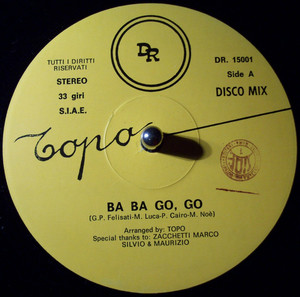 DR
TUTTI I DIRITTI
RISERVATI
STEREO
33 giri
S.I.A.E.
DR. 15001
Side A
DISCO MIX
Topo
BA BA GO, GO
(G.P. Felisati-M. Luca-P. Cairo-M. Noè)
Arranged by: TOPO
Special thanks to: ZACCHETTI MARCO
SILVIO & MAURIZIO